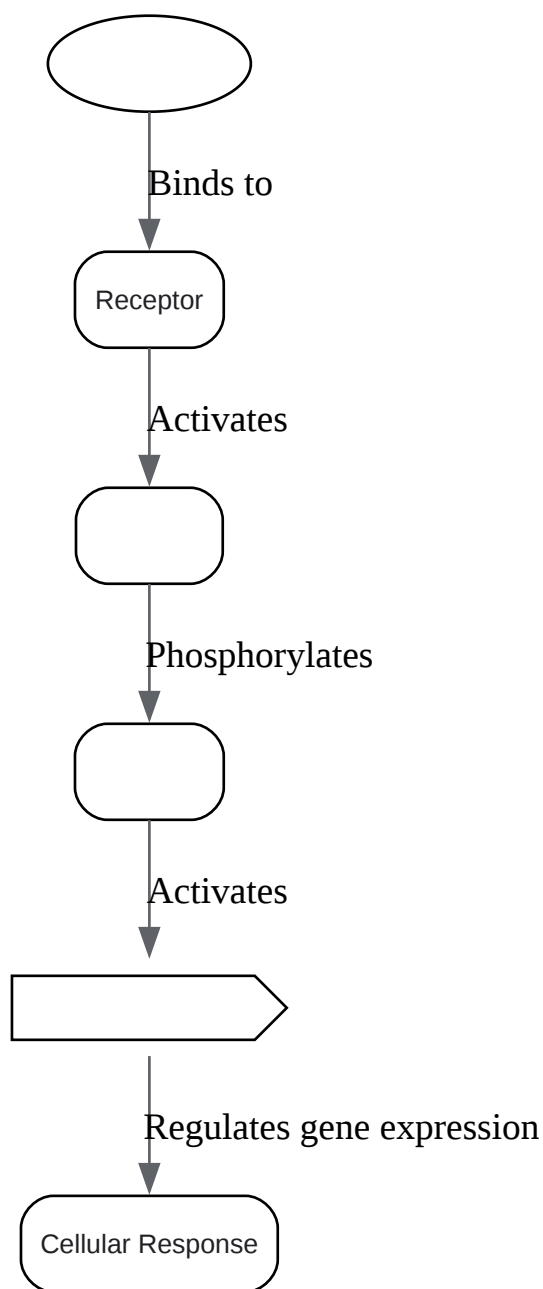 Binds to
Receptor
Activates
Phosphorylates
Activates
Regulates gene expression
Cellular Response